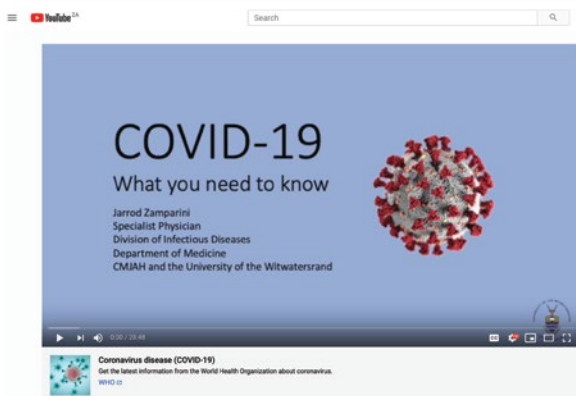 YouTube ZA
Search
COVID-19
What you need to know
Jarrod Zamparini
Specialist Physician
Division of Infectious Diseases
Department of Medicine
CMJAH and the University of the Witwatersrand
0:00 / 28:48
Coronavirus disease (COVID-19)
Get the latest information from the World Health Organization about coronavirus.
WHO